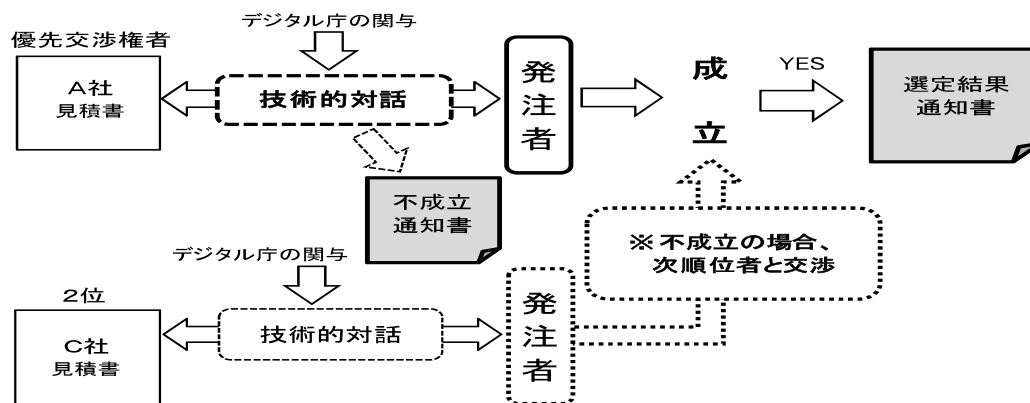 デジタル庁の関与
優先交渉権者
A社
見積書
技術的対話
発注者
成立
YES
選定結果
通知書
不成立
通知書
※不成立の場合、
次順位者と交渉
デジタル庁の関与
2位
C社
見積書
技術的対話
発注者